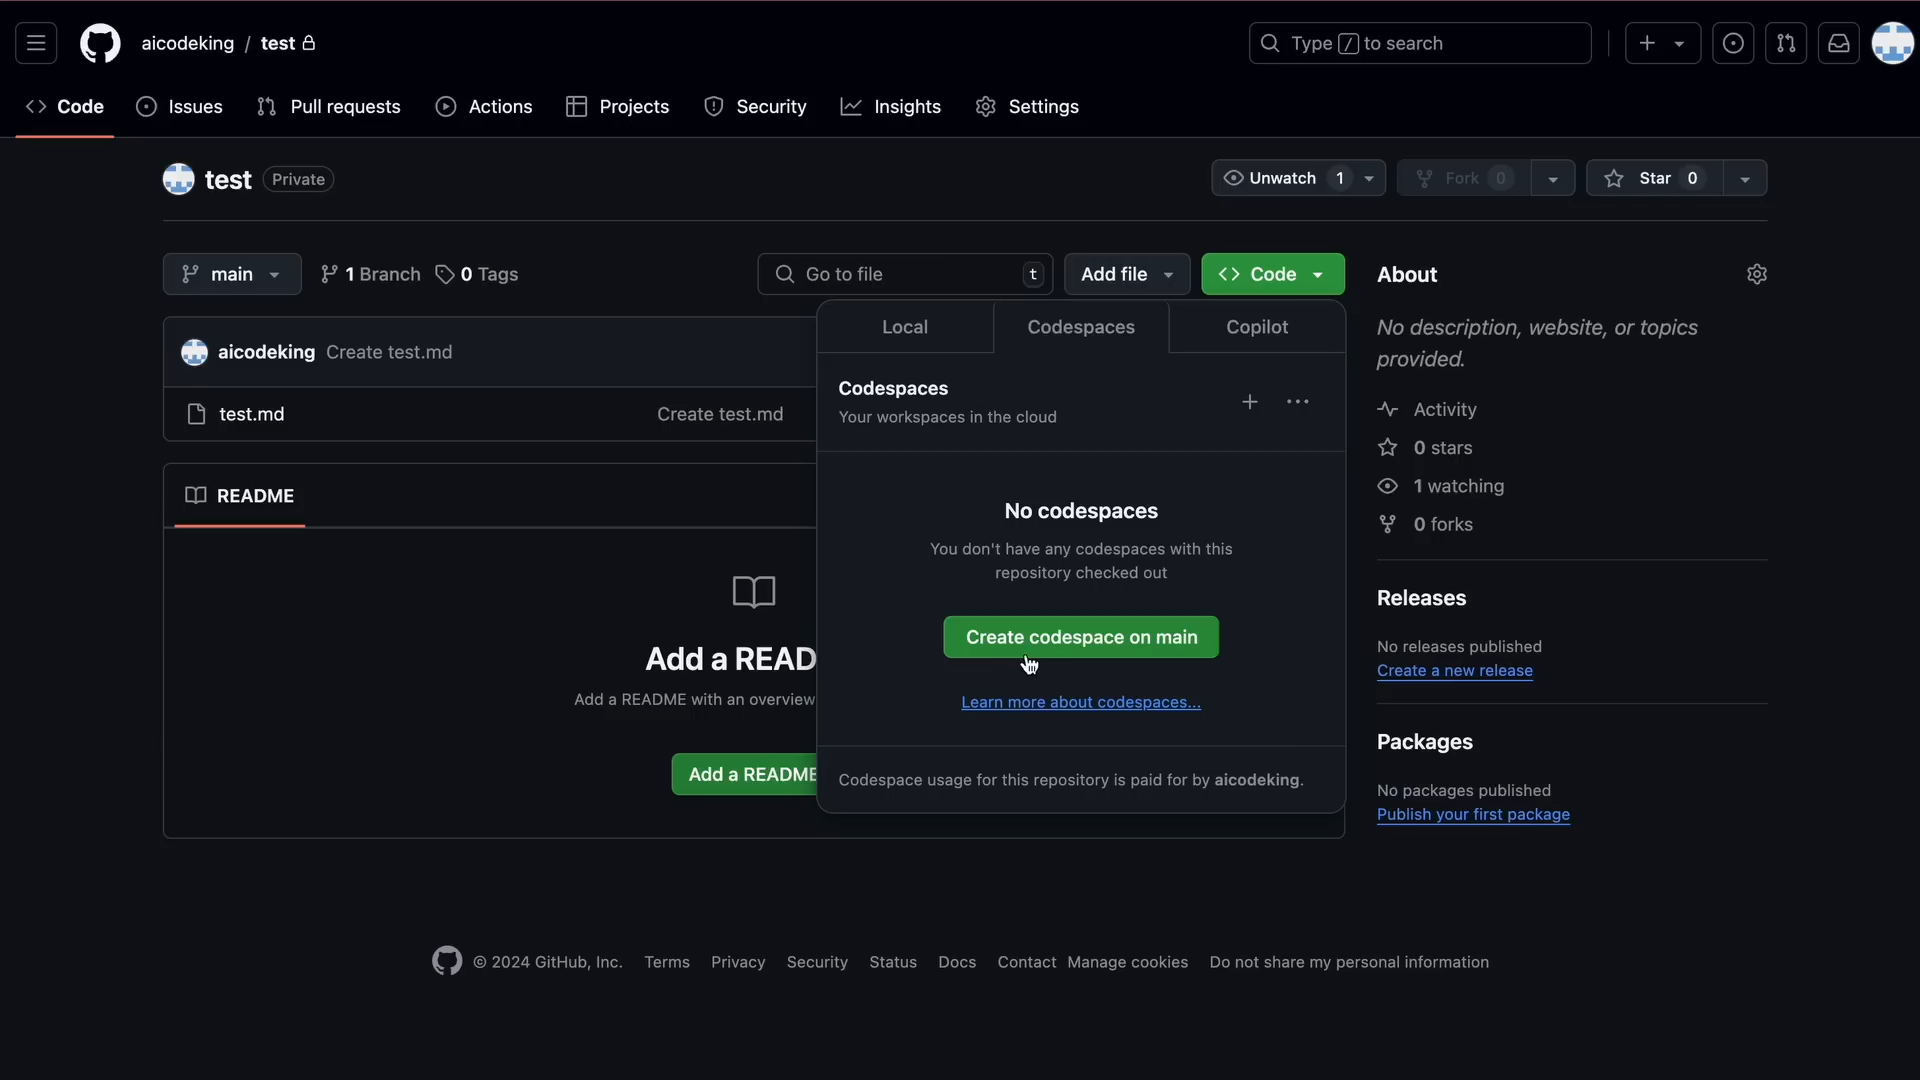 aicodeking / test
Type / to search
Code Issues Pull requests Actions Projects Security Insights Settings
test Private
Unwatch 1 Fork 0 Star 0
main 1 Branch 0 Tags
Go to file t Add file Code
aicodeking Create test.md
test.md Create test.md
README
Add a READ
Add a README with an overview
Add a README
Local Codespaces Copilot
Codespaces
Your workspaces in the cloud
No codespaces
You don't have any codespaces with this
repository checked out
Create codespace on main
Learn more about codespaces...
Codespace usage for this repository is paid for by aicodeking.
About
No description, website, or topics
provided.
Activity
0 stars
1 watching
0 forks
Releases
No releases published
Create a new release
Packages
No packages published
Publish your first package
© 2024 GitHub, Inc. Terms Privacy Security Status Docs Contact Manage cookies Do not share my personal information